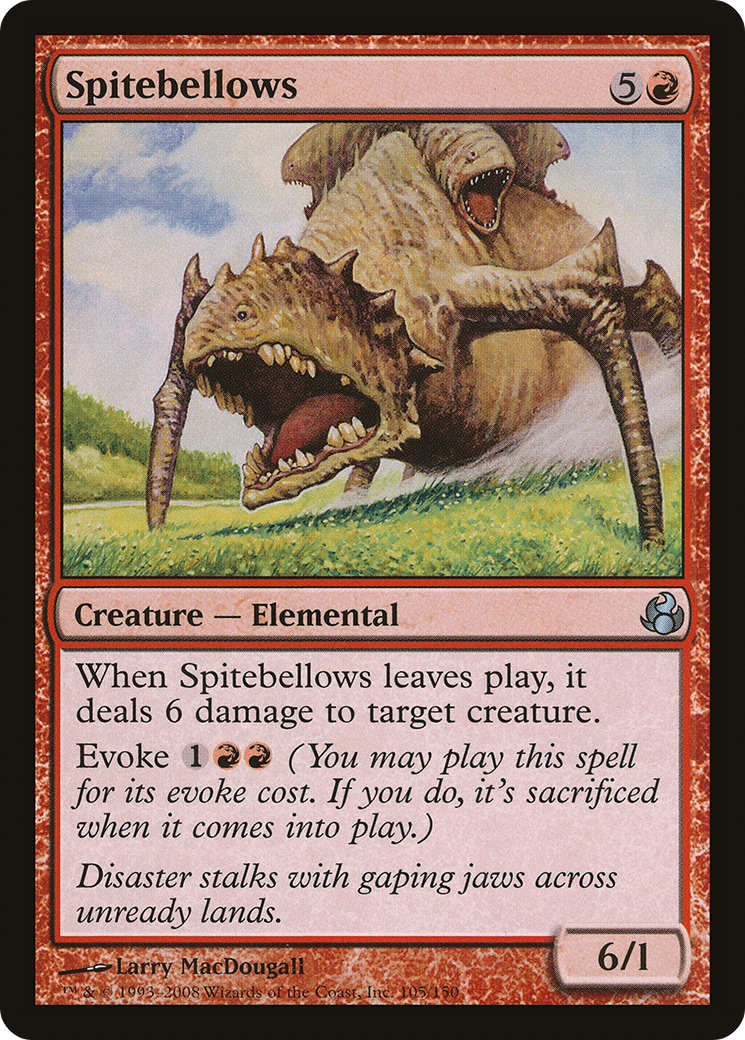 Spitebellows
5
Creature — Elemental
When Spitebellows leaves play, it
deals 6 damage to target creature.
Evoke 1 (You may play this spell
for its evoke cost. If you do, it's sacrificed
when it comes into play.)
Disaster stalks with gaping jaws across
unready lands.
6/1
Larry MacDougall
™ & © 1993–2008 Wizards of the Coast, Inc. 105/150